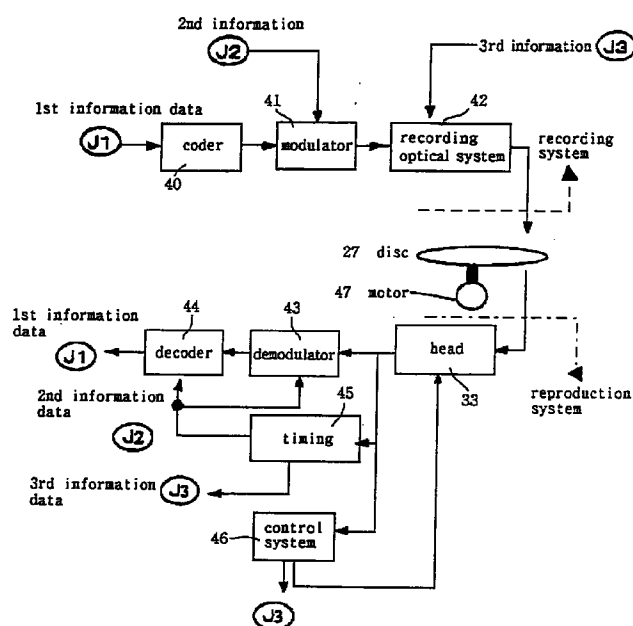 2nd information
J2
3rd information J3
1st information data
J1
41
42
coder
40
modulator
recording
optical system
recording
system
27 disc
47 motor
1st information
data
J1
44
decoder
43
demodulator
head
33
reproduction
system
2nd information
data
J2
45
timing
3rd information
data
J3
46
control
system
J3